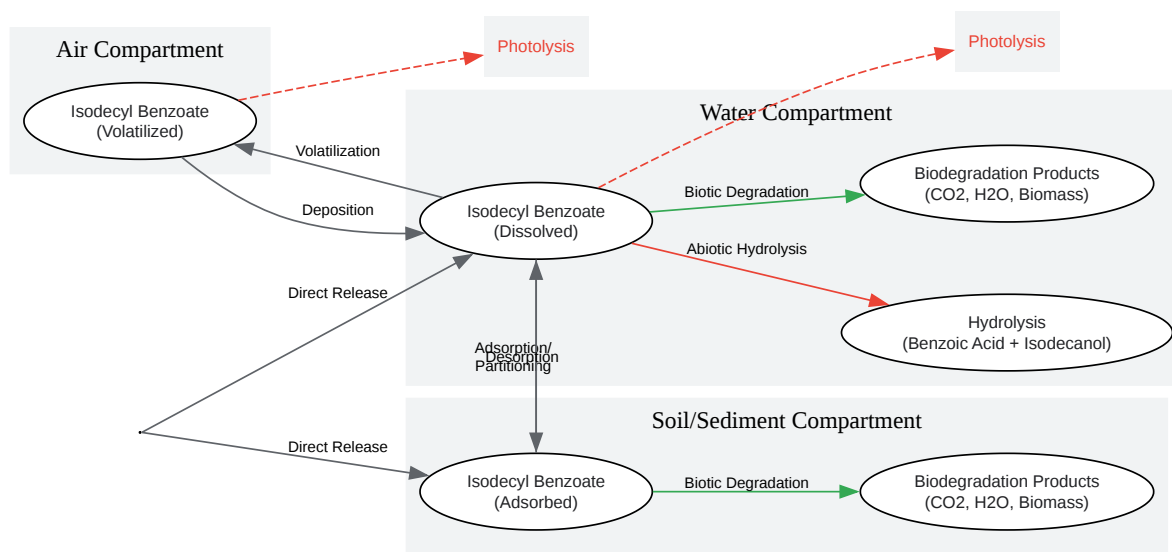 Photolysis
Photolysis
Air Compartment
Isodecyl Benzoate
(Volatilized)
Water Compartment
Volatilization
Biodegradation Products
(CO2, H2O, Biomass)
Biotic Degradation
Deposition
Isodecyl Benzoate
(Dissolved)
Abiotic Hydrolysis
Direct Release
Hydrolysis
(Benzoic Acid + Isodecanol)
Adsorption/
Partitioning
Desorption
Soil/Sediment Compartment
Direct Release
Isodecyl Benzoate
(Adsorbed)
Biotic Degradation
Biodegradation Products
(CO2, H2O, Biomass)